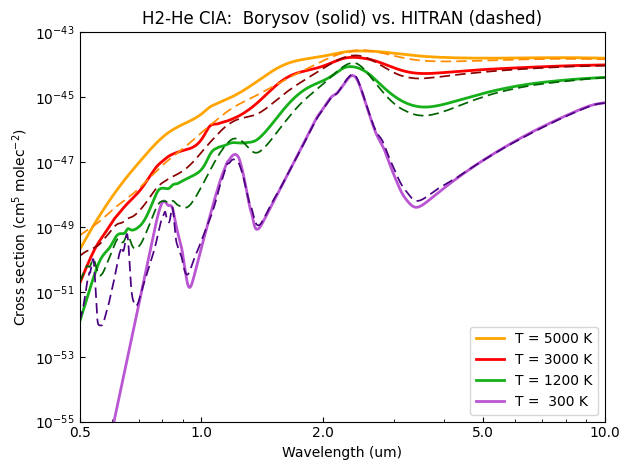 H2-He CIA:  Borysov (solid) vs. HITRAN (dashed)
Cross section (cm⁵ molec⁻²)
10⁻⁴³
10⁻⁴⁵
10⁻⁴⁷
10⁻⁴⁹
10⁻⁵¹
10⁻⁵³
10⁻⁵⁵
T = 5000 K
T = 3000 K
T = 1200 K
T =  300 K
0.5 1.0 2.0 5.0 10.0
Wavelength (um)